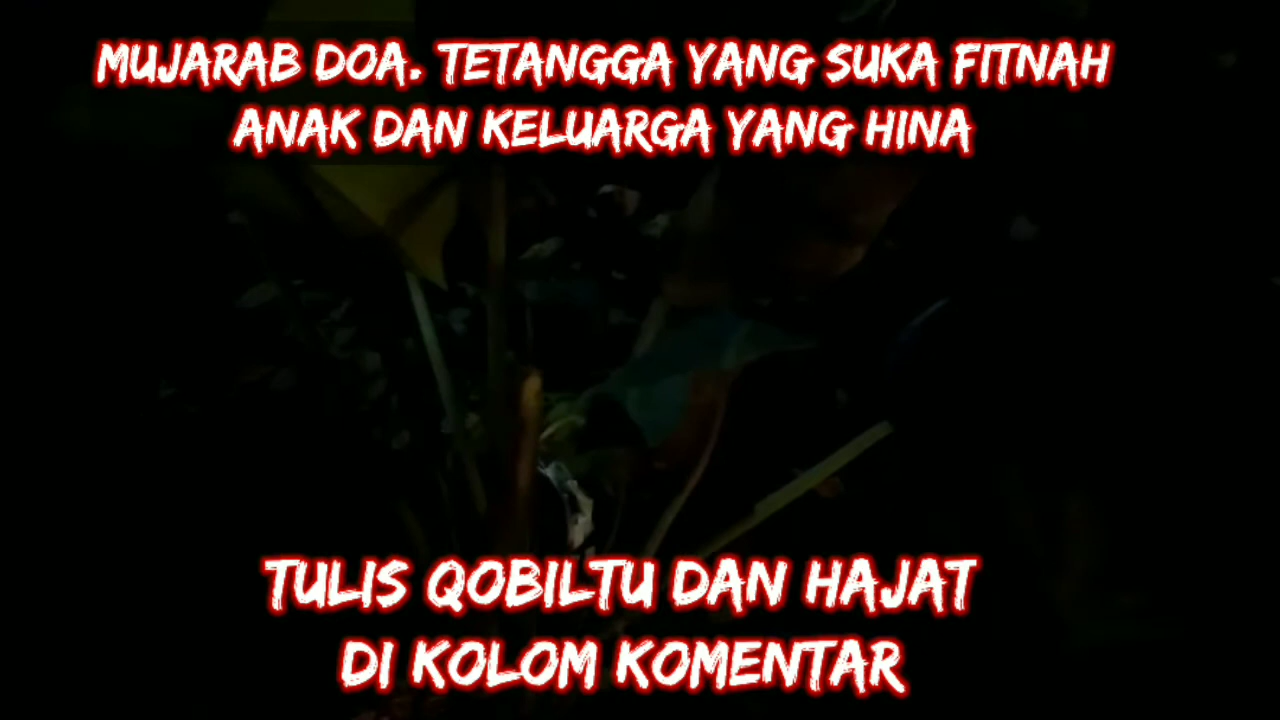 MUJARAB DOA. TETANGGA YANG SUKA FITNAH
ANAK DAN KELUARGA YANG HINA
TULIS QOBILTU DAN HAJAT
DI KOLOM KOMENTAR